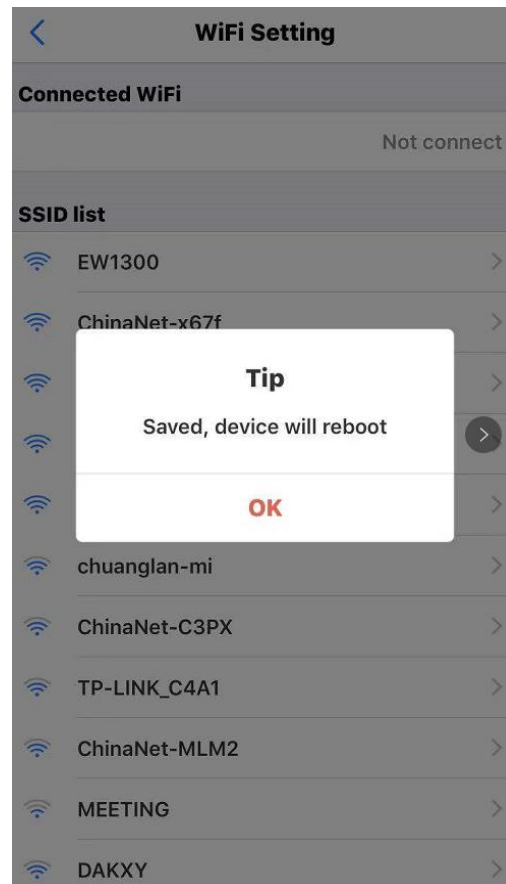 WiFi Setting
Connected WiFi
Not connect
SSID list
EW1300
ChinaNet-x67f
Tip
Saved, device will reboot
OK
chuanglan-mi
ChinaNet-C3PX
TP-LINK_C4A1
ChinaNet-MLM2
MEETING
DAKXY